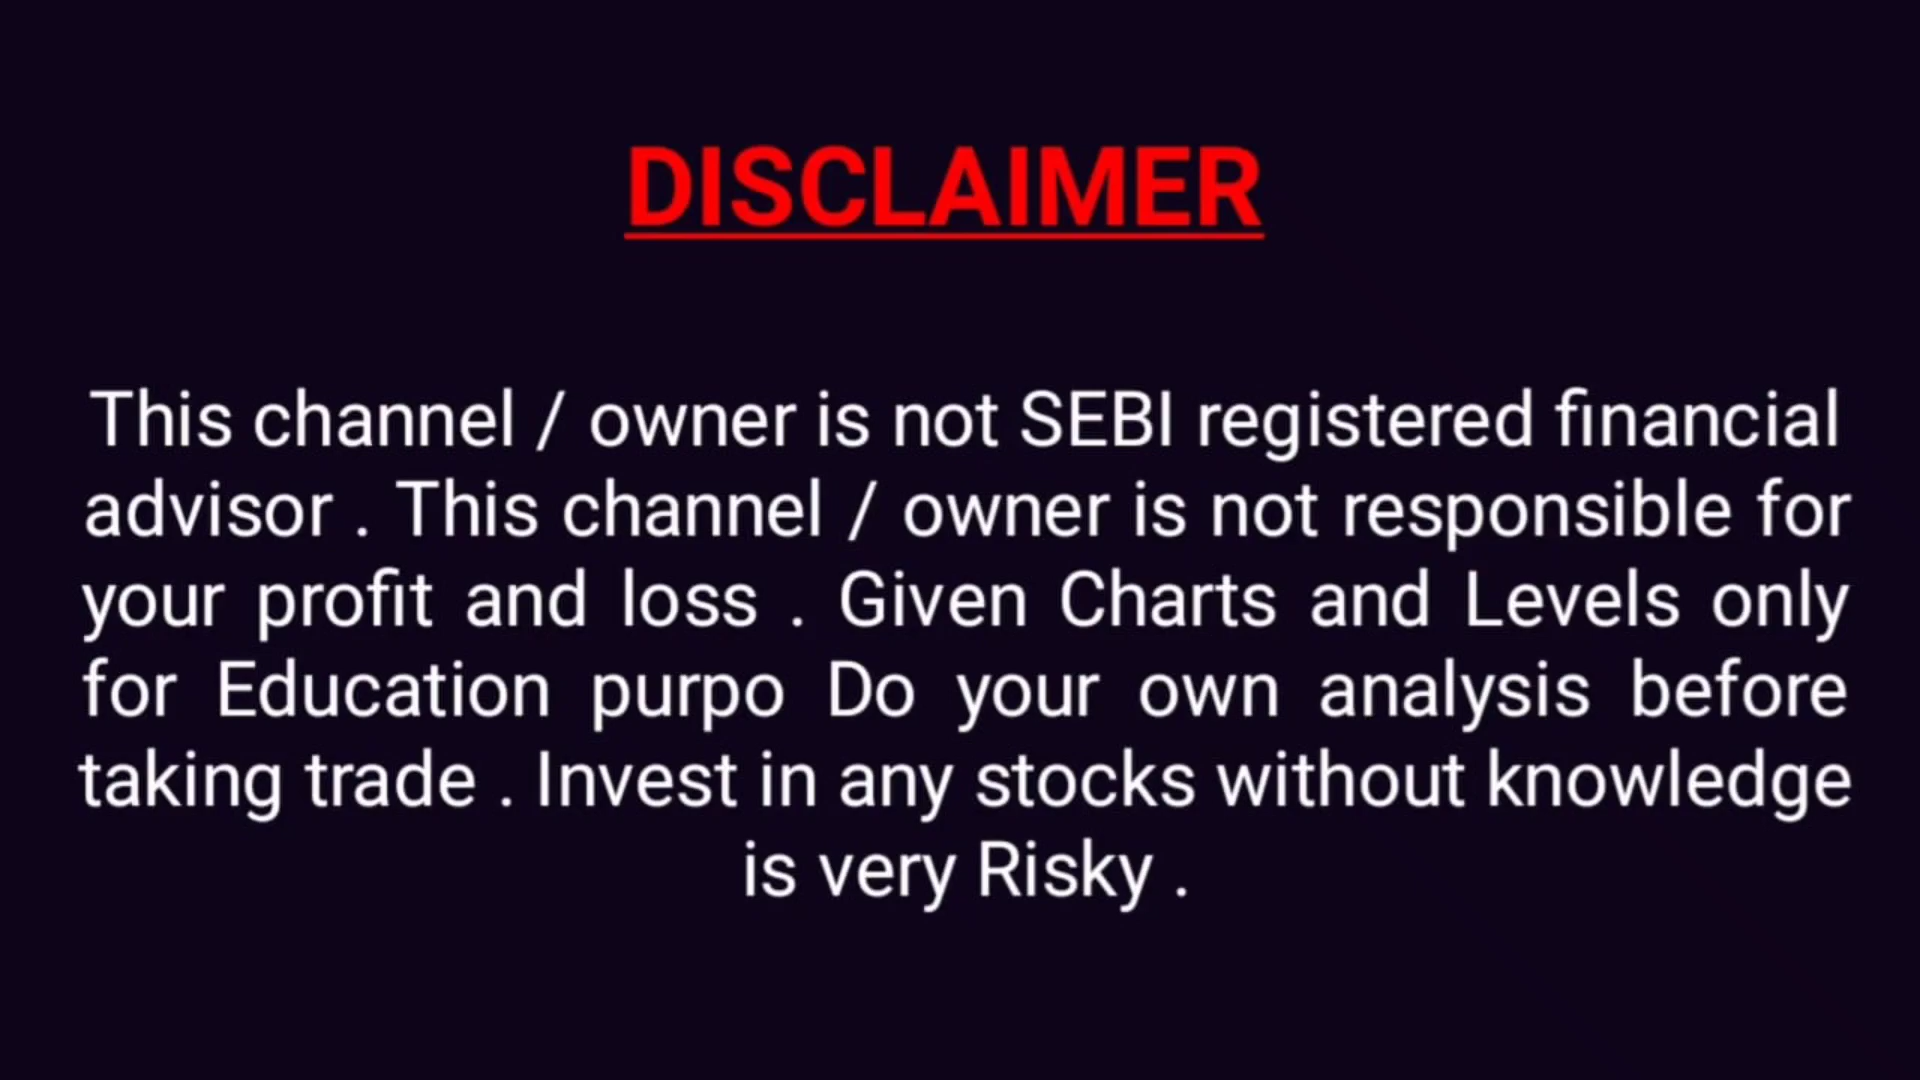 DISCLAIMER
This channel / owner is not SEBI registered financial
advisor . This channel / owner is not responsible for
your profit and loss . Given Charts and Levels only
for Education purpo Do your own analysis before
taking trade . Invest in any stocks without knowledge
is very Risky .